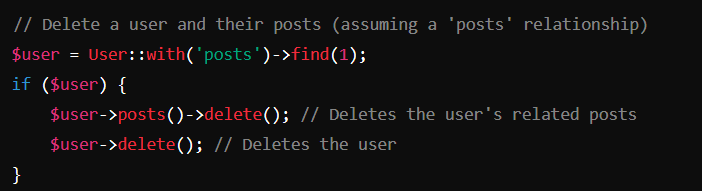 // Delete a user and their posts (assuming a 'posts' relationship)
$user = User::with('posts')->find(1);
if ($user) {
    $user->posts()->delete(); // Deletes the user's related posts
    $user->delete(); // Deletes the user
}